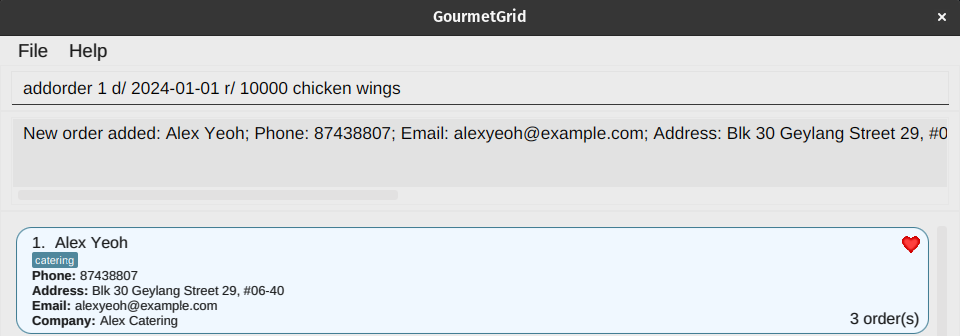 GourmetGrid ×
File Help
addorder 1 d/ 2024-01-01 r/ 10000 chicken wings
New order added: Alex Yeoh; Phone: 87438807; Email: alexyeoh@example.com; Address: Blk 30 Geylang Street 29, #0
1. Alex Yeoh
catering
Phone: 87438807
Address: Blk 30 Geylang Street 29, #06-40
Email: alexyeoh@example.com
Company: Alex Catering
3 order(s)